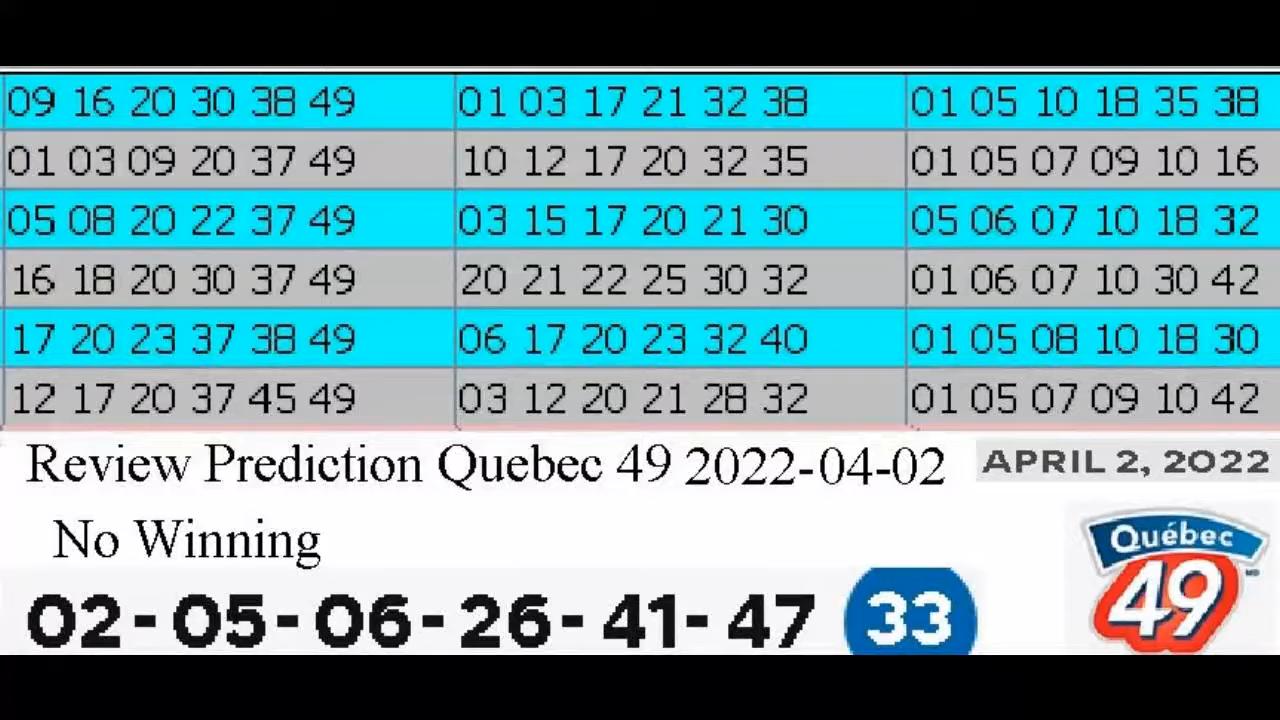 09 16 20 30 38 49 01 03 17 21 32 38 01 05 10 18 35 38
01 03 09 20 37 49 10 12 17 20 32 35 01 05 07 09 10 16
05 08 20 22 37 49 03 15 17 20 21 30 05 06 07 10 18 32
16 18 20 30 37 49 20 21 22 25 30 32 01 06 07 10 30 42
17 20 23 37 38 49 06 17 20 23 32 40 01 05 08 10 18 30
12 17 20 37 45 49 03 12 20 21 28 32 01 05 07 09 10 42
Review Prediction Quebec 49 2022-04-02 APRIL 2, 2022
No Winning
Québec
49
02 - 05 - 06 - 26 - 41 - 47 33